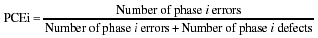 PCEi = Number of phase i errors / Number of phase i errors + Number of phase i defects